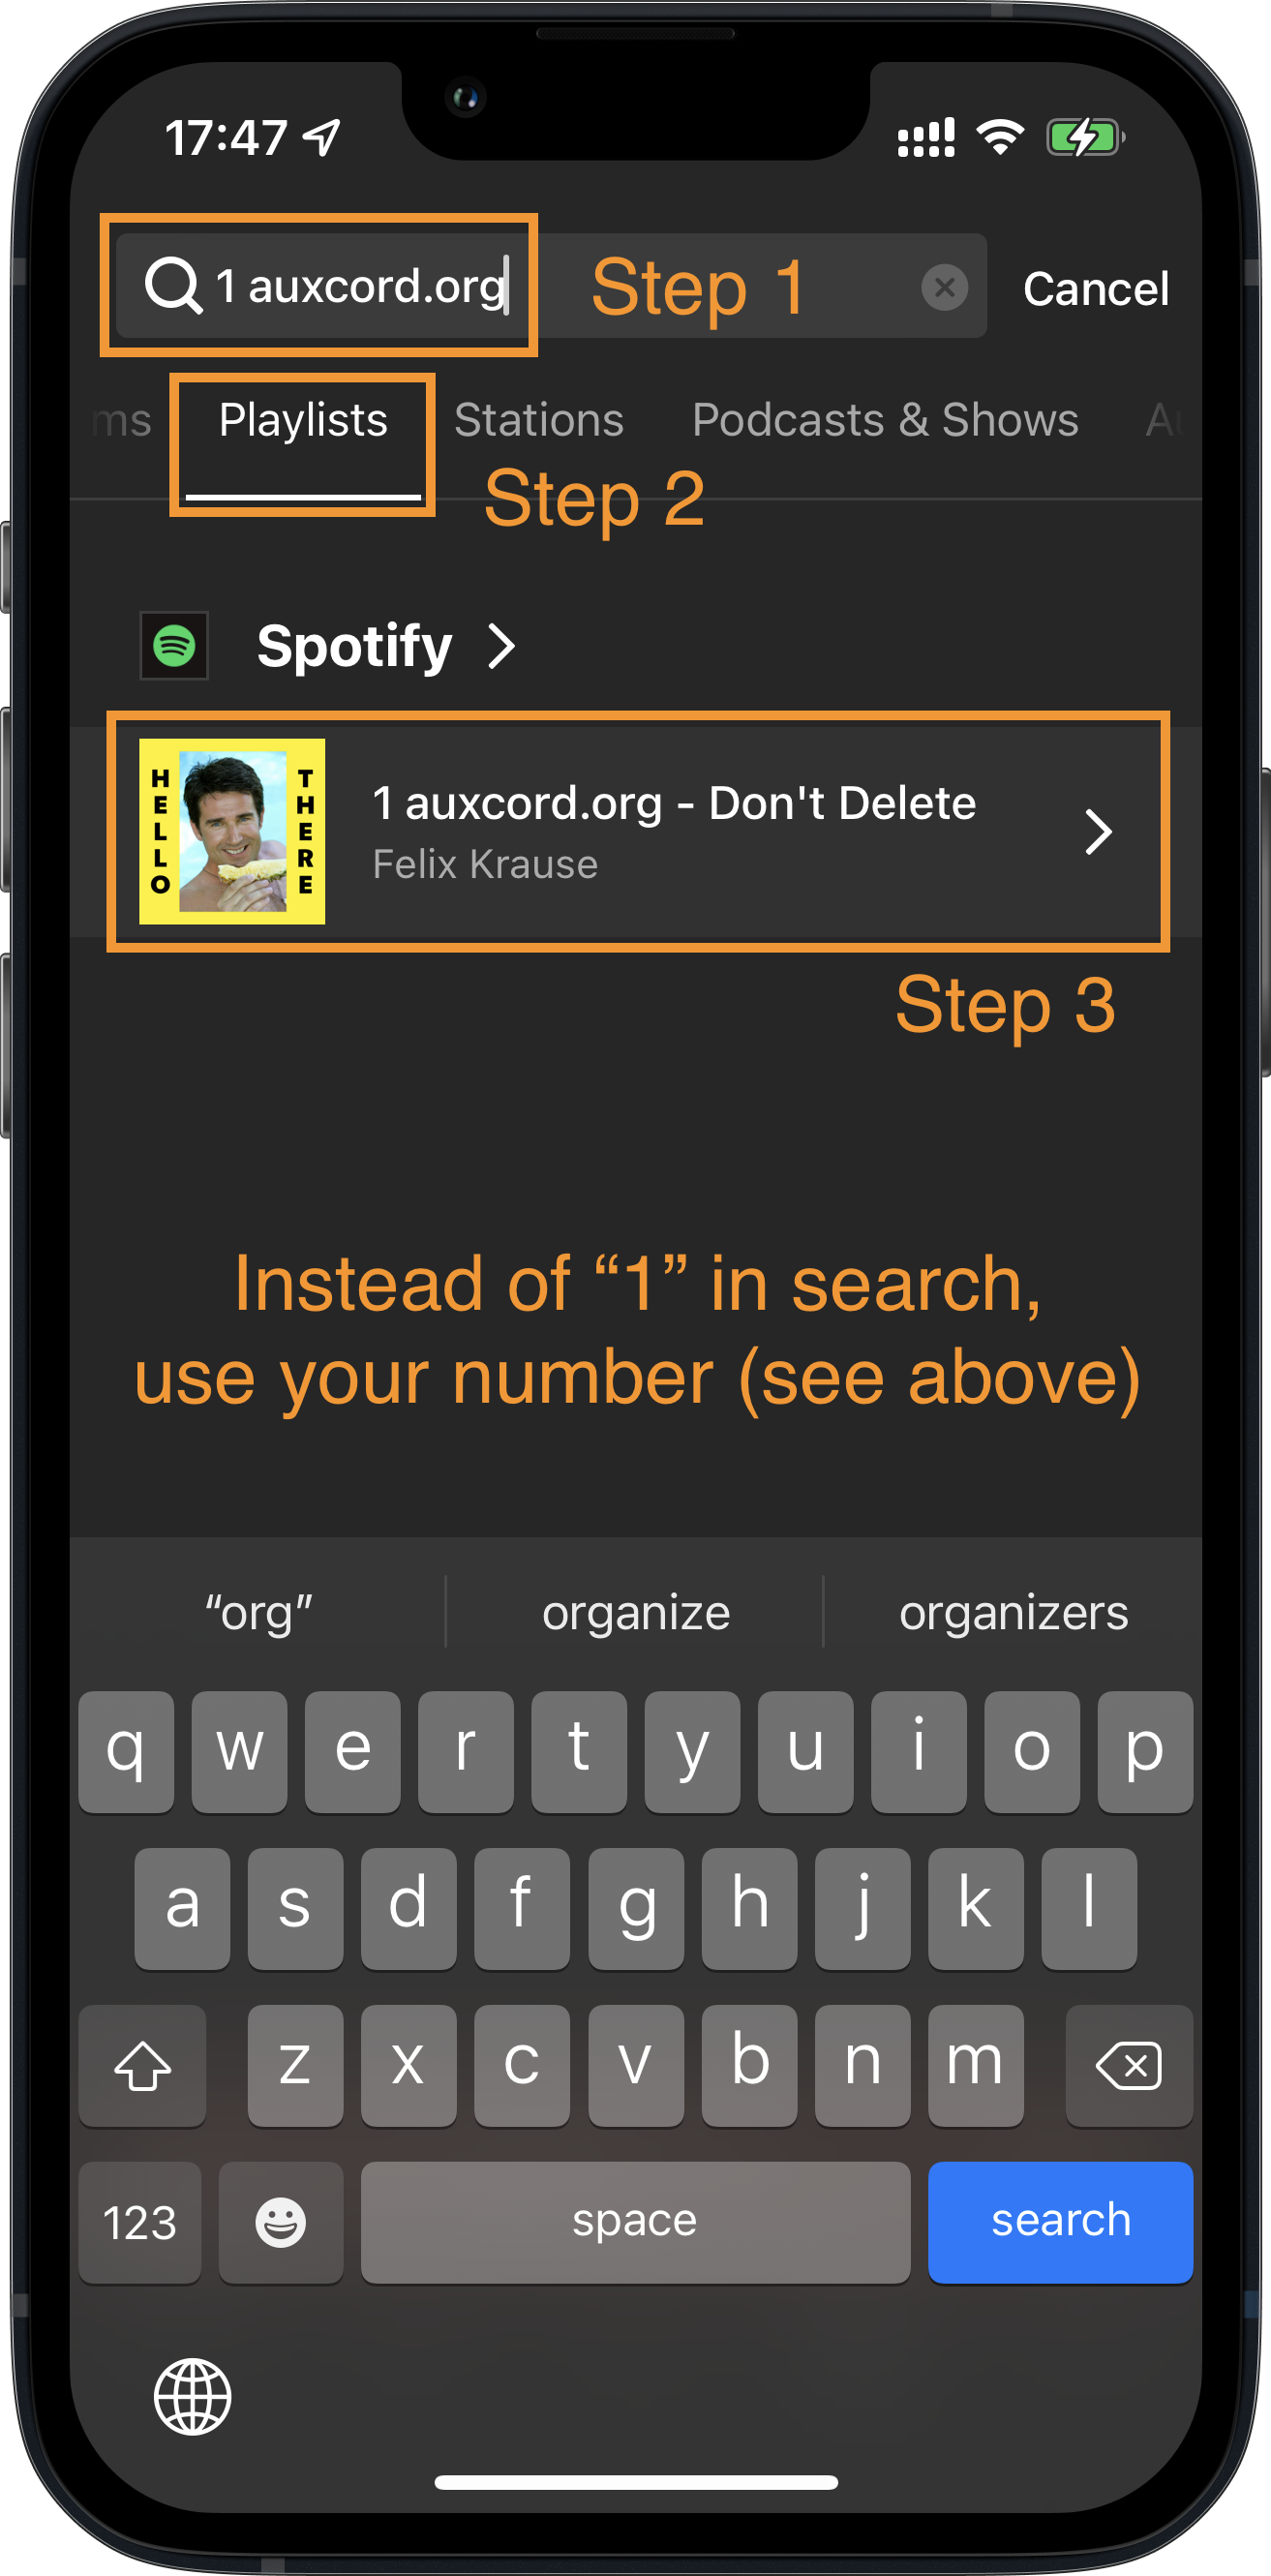 17:47
1 auxcord.org Step 1 Cancel
ms Playlists Stations Podcasts & Shows
Step 2
Spotify
HELLO THERE
1 auxcord.org - Don't Delete
Felix Krause
Step 3
Instead of “1” in search,
use your number (see above)
“org” organize organizers
q w e r t y u i o p
a s d f g h j k l
z x c v b n m
123 space search